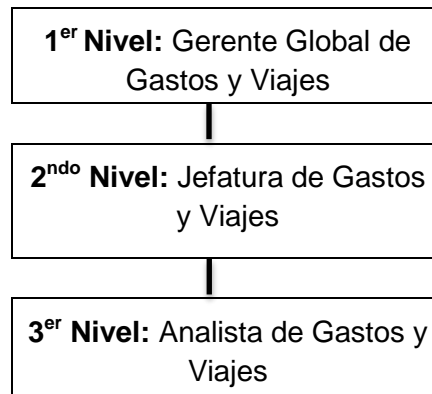 1er Nivel: Gerente Global de
Gastos y Viajes
2ndo Nivel: Jefatura de Gastos
y Viajes
3er Nivel: Analista de Gastos y
Viajes